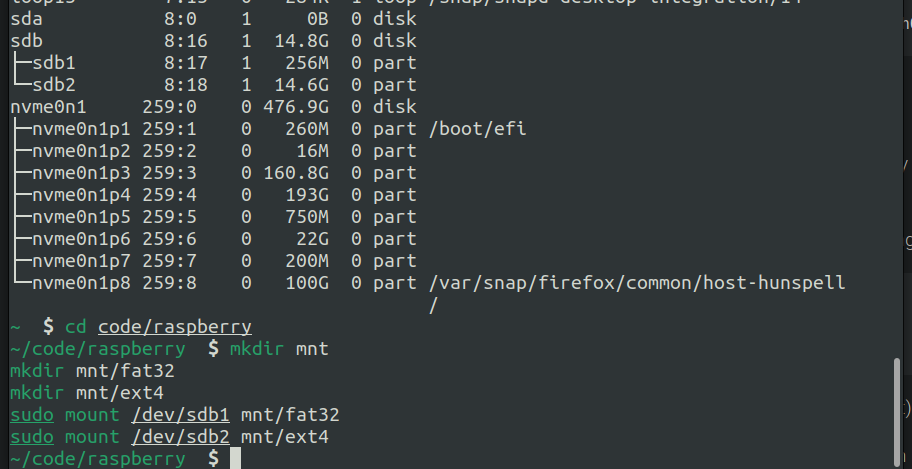 sda 8:0 1 0B 0 disk
sdb 8:16 1 14.8G 0 disk
├─sdb1 8:17 1 256M 0 part
└─sdb2 8:18 1 14.6G 0 part
nvme0n1 259:0 0 476.9G 0 disk
├─nvme0n1p1 259:1 0 260M 0 part /boot/efi
├─nvme0n1p2 259:2 0 16M 0 part
├─nvme0n1p3 259:3 0 160.8G 0 part
├─nvme0n1p4 259:4 0 193G 0 part
├─nvme0n1p5 259:5 0 750M 0 part
├─nvme0n1p6 259:6 0 22G 0 part
├─nvme0n1p7 259:7 0 200M 0 part
└─nvme0n1p8 259:8 0 100G 0 part /var/snap/firefox/common/host-hunspell
/
~ $ cd code/raspberry
~/code/raspberry $ mkdir mnt
mkdir mnt/fat32
mkdir mnt/ext4
sudo mount /dev/sdb1 mnt/fat32
sudo mount /dev/sdb2 mnt/ext4
~/code/raspberry $